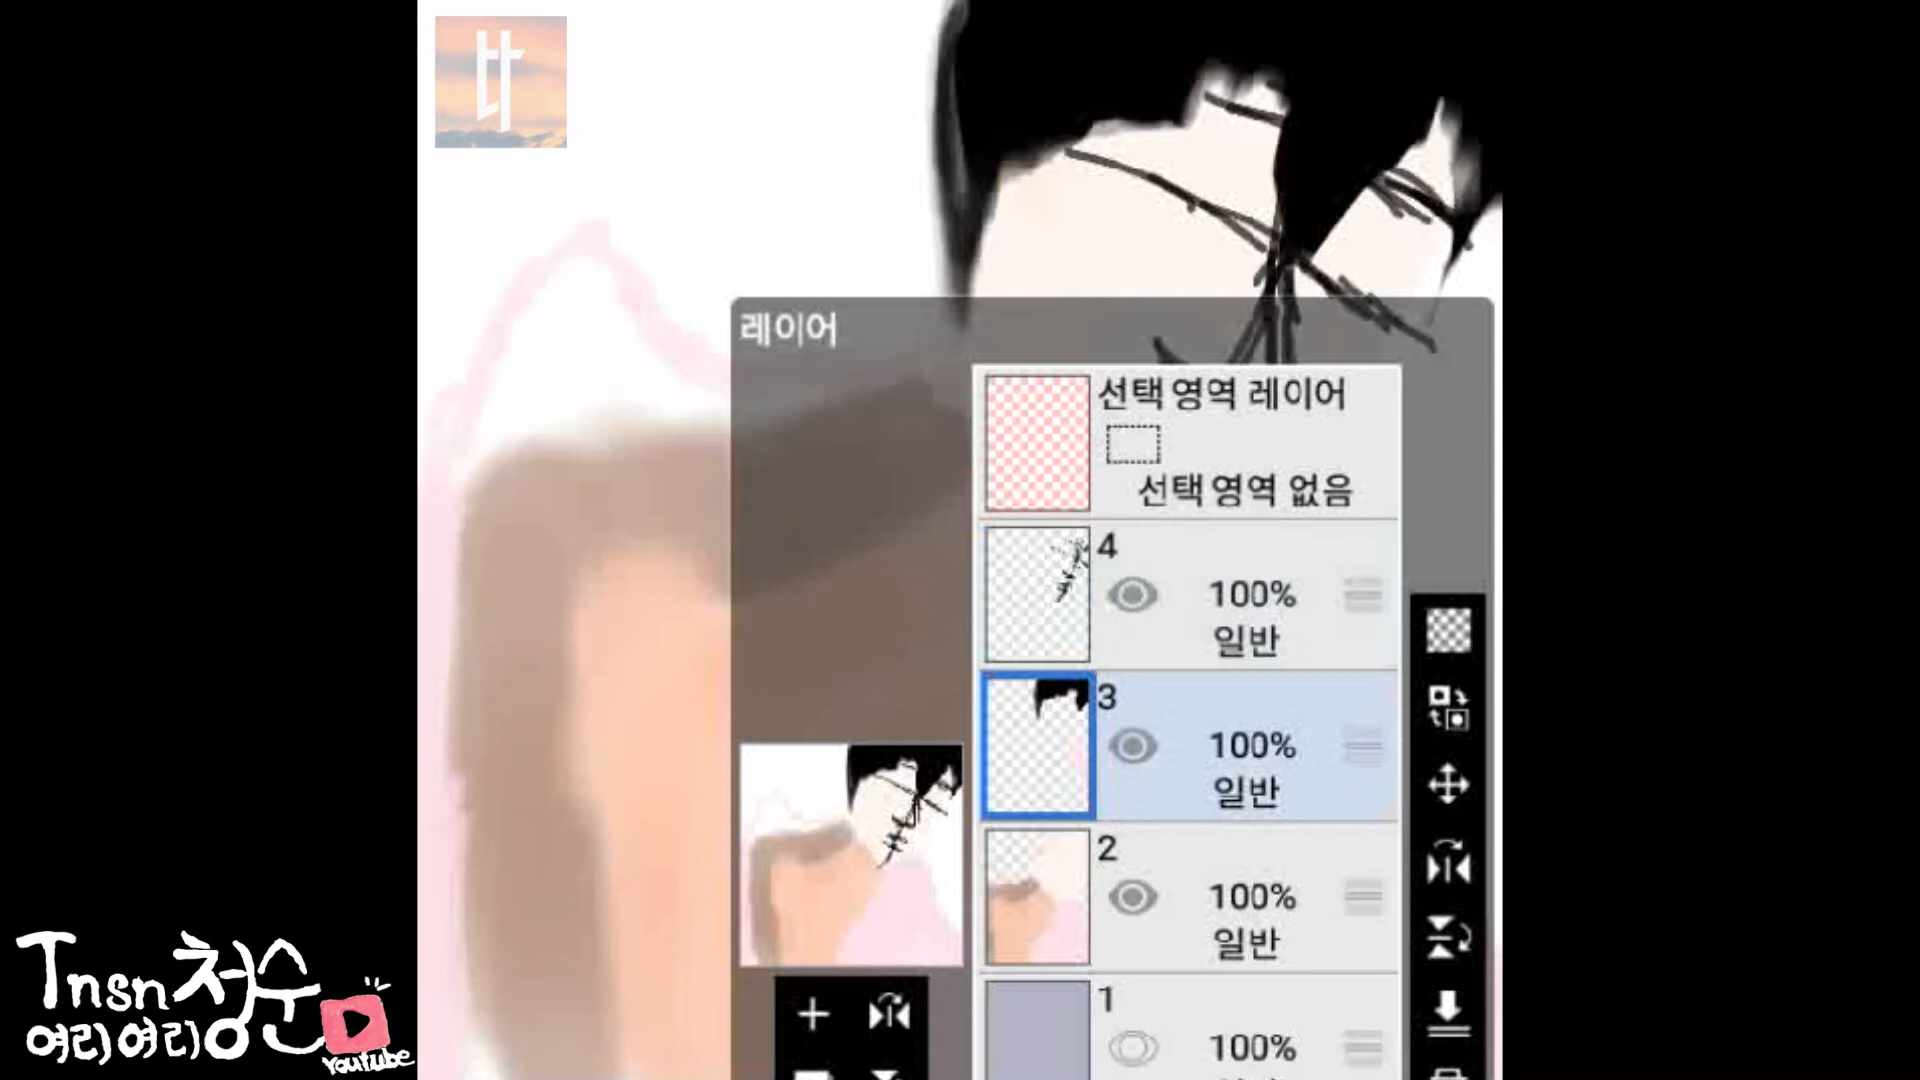 레이어
선택 영역 레이어
선택 영역 없음
4
100%
일반
3
100%
일반
2
100%
일반
1
100%
Tnsn청순
여리여리
Youtube